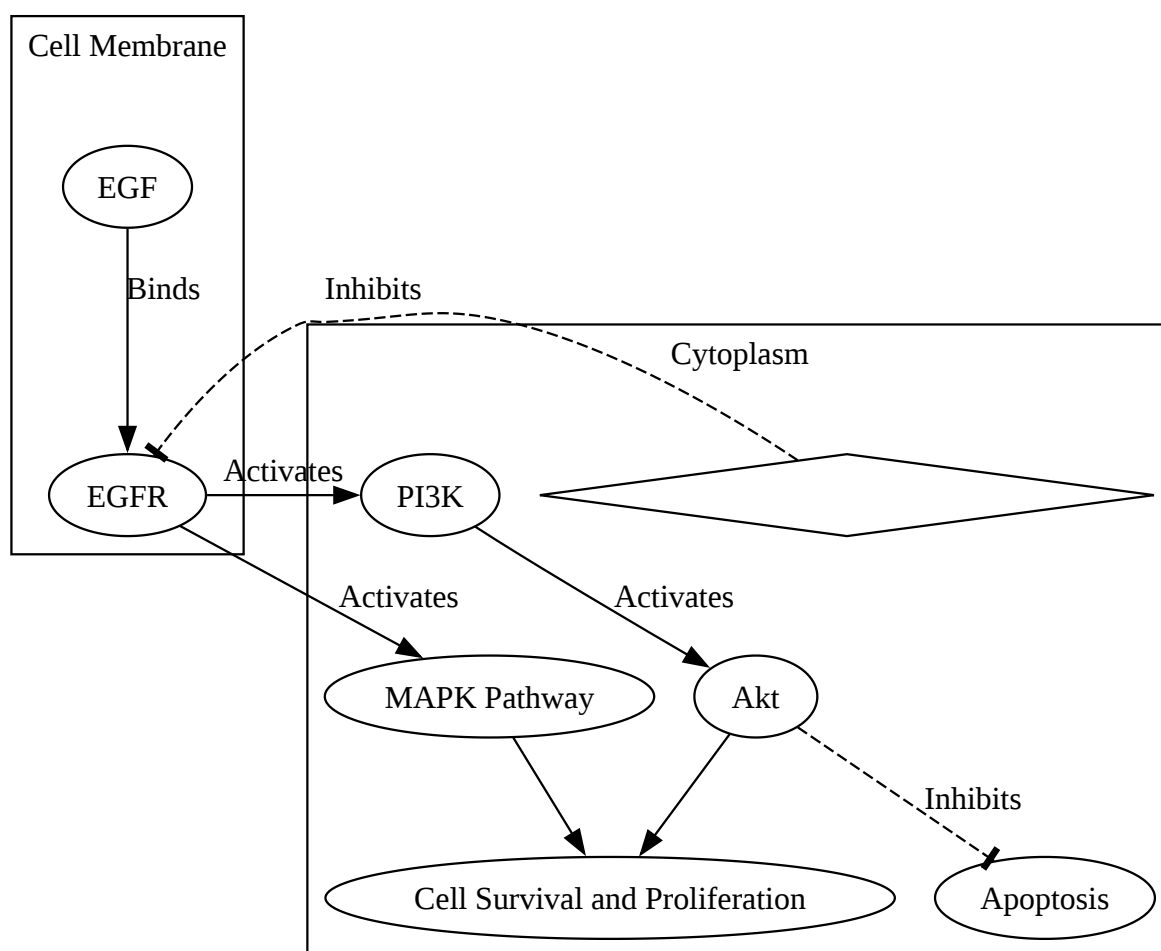 Cell Membrane
EGF
Binds
Inhibits
Cytoplasm
EGFR
Activates
PI3K
Activates
Activates
MAPK Pathway
Akt
Inhibits
Cell Survival and Proliferation
Apoptosis